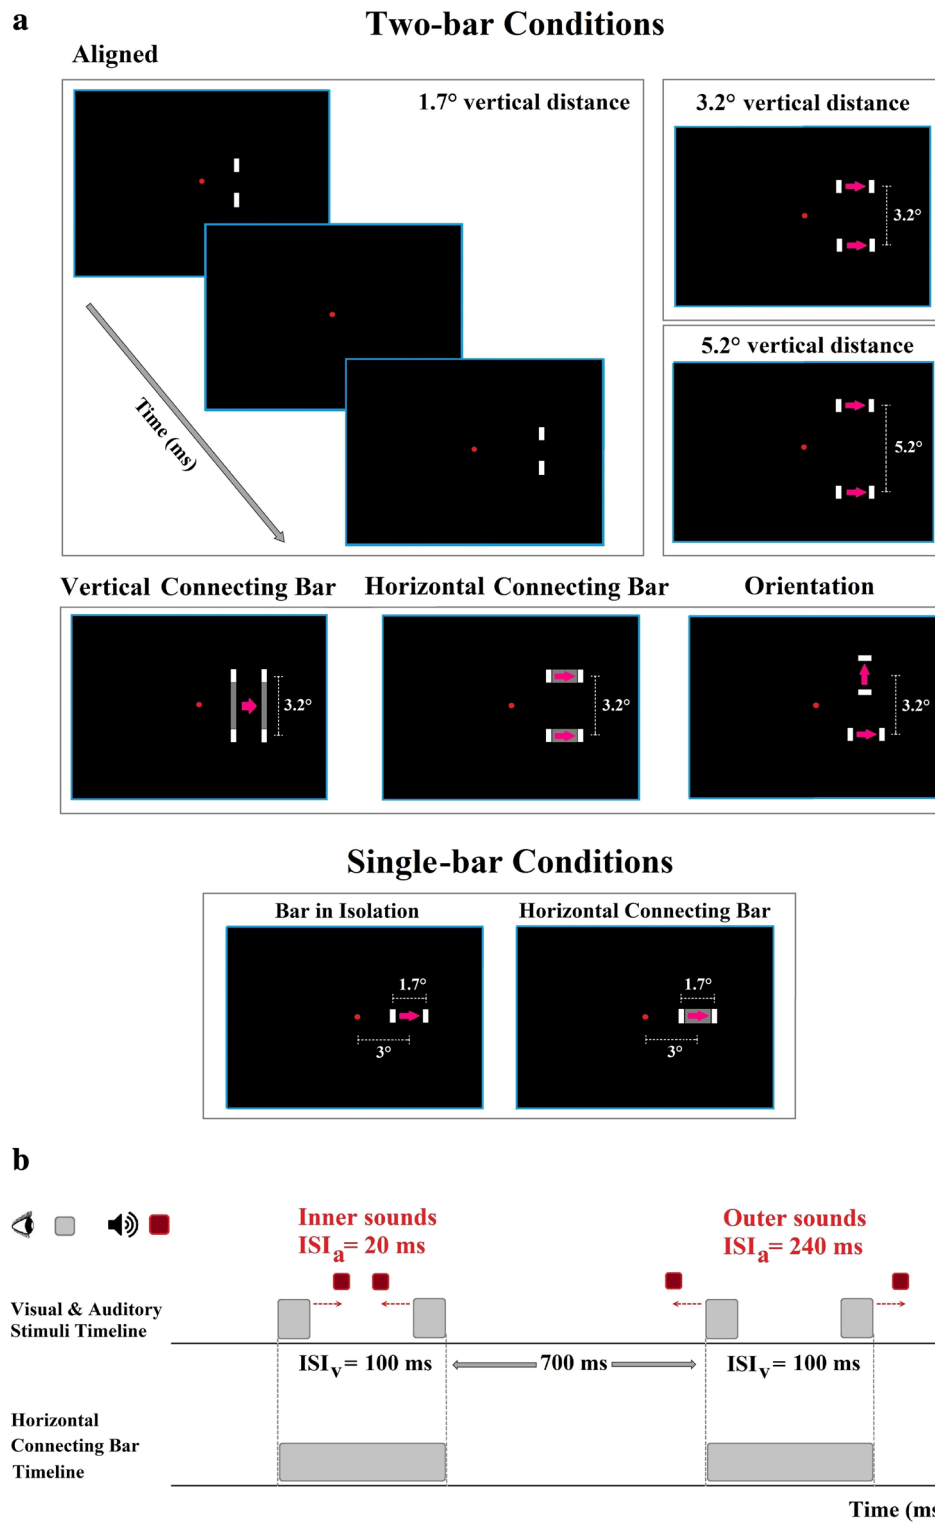 a
Two-bar Conditions
Aligned
1.7° vertical distance
3.2° vertical distance
3.2°
5.2° vertical distance
5.2°
Time (ms)
Vertical Connecting Bar
Horizontal Connecting Bar
Orientation
3.2°
3.2°
3.2°
Single-bar Conditions
Bar in Isolation
Horizontal Connecting Bar
1.7°
3°
1.7°
3°
b
Inner sounds
ISIa= 20 ms
Outer sounds
ISIa= 240 ms
Visual & Auditory
Stimuli Timeline
ISIv= 100 ms
700 ms
ISIv= 100 ms
Horizontal
Connecting Bar
Timeline
Time (ms